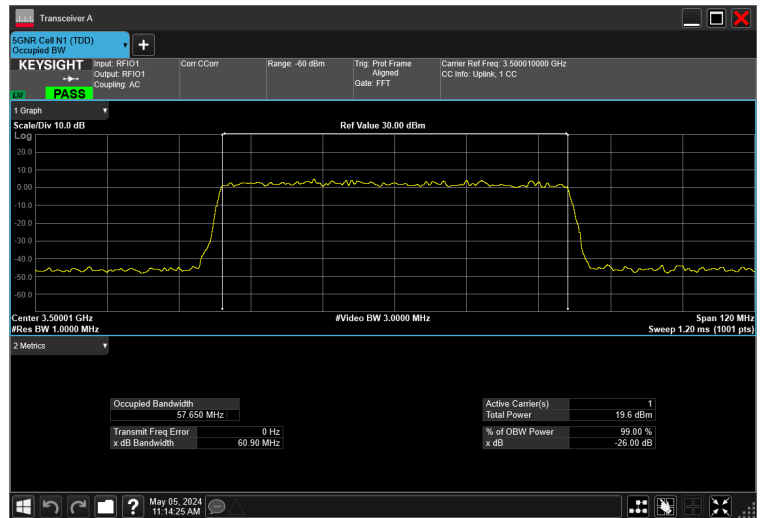 Transceiver A
5GNR Cell N1 (TDD)
Occupied BW
KEYSIGHT
LXI
PASS
Input: RFIO1
Output: RFIO1
Coupling: AC
Corr CCorr
Range: -60 dBm
Trig: Prot Frame
Aligned
Gate: FFT
Carrier Ref Freq: 3.500010000 GHz
CC Info: Uplink, 1 CC
1 Graph
Scale/Div 10.0 dB
Ref Value 30.00 dBm
Log
20.0
10.0
0.00
-10.0
-20.0
-30.0
-40.0
-50.0
-60.0
Center 3.50001 GHz
#Video BW 3.0000 MHz
Span 120 MHz
#Res BW 1.0000 MHz
Sweep 1.20 ms (1001 pts)
2 Metrics
Occupied Bandwidth
57.650 MHz
Transmit Freq Error 0 Hz
x dB Bandwidth 60.90 MHz
Active Carrier(s) 1
Total Power 19.6 dBm
% of OBW Power 99.00 %
x dB -26.00 dB
?
May 05, 2024
11:14:25 AM